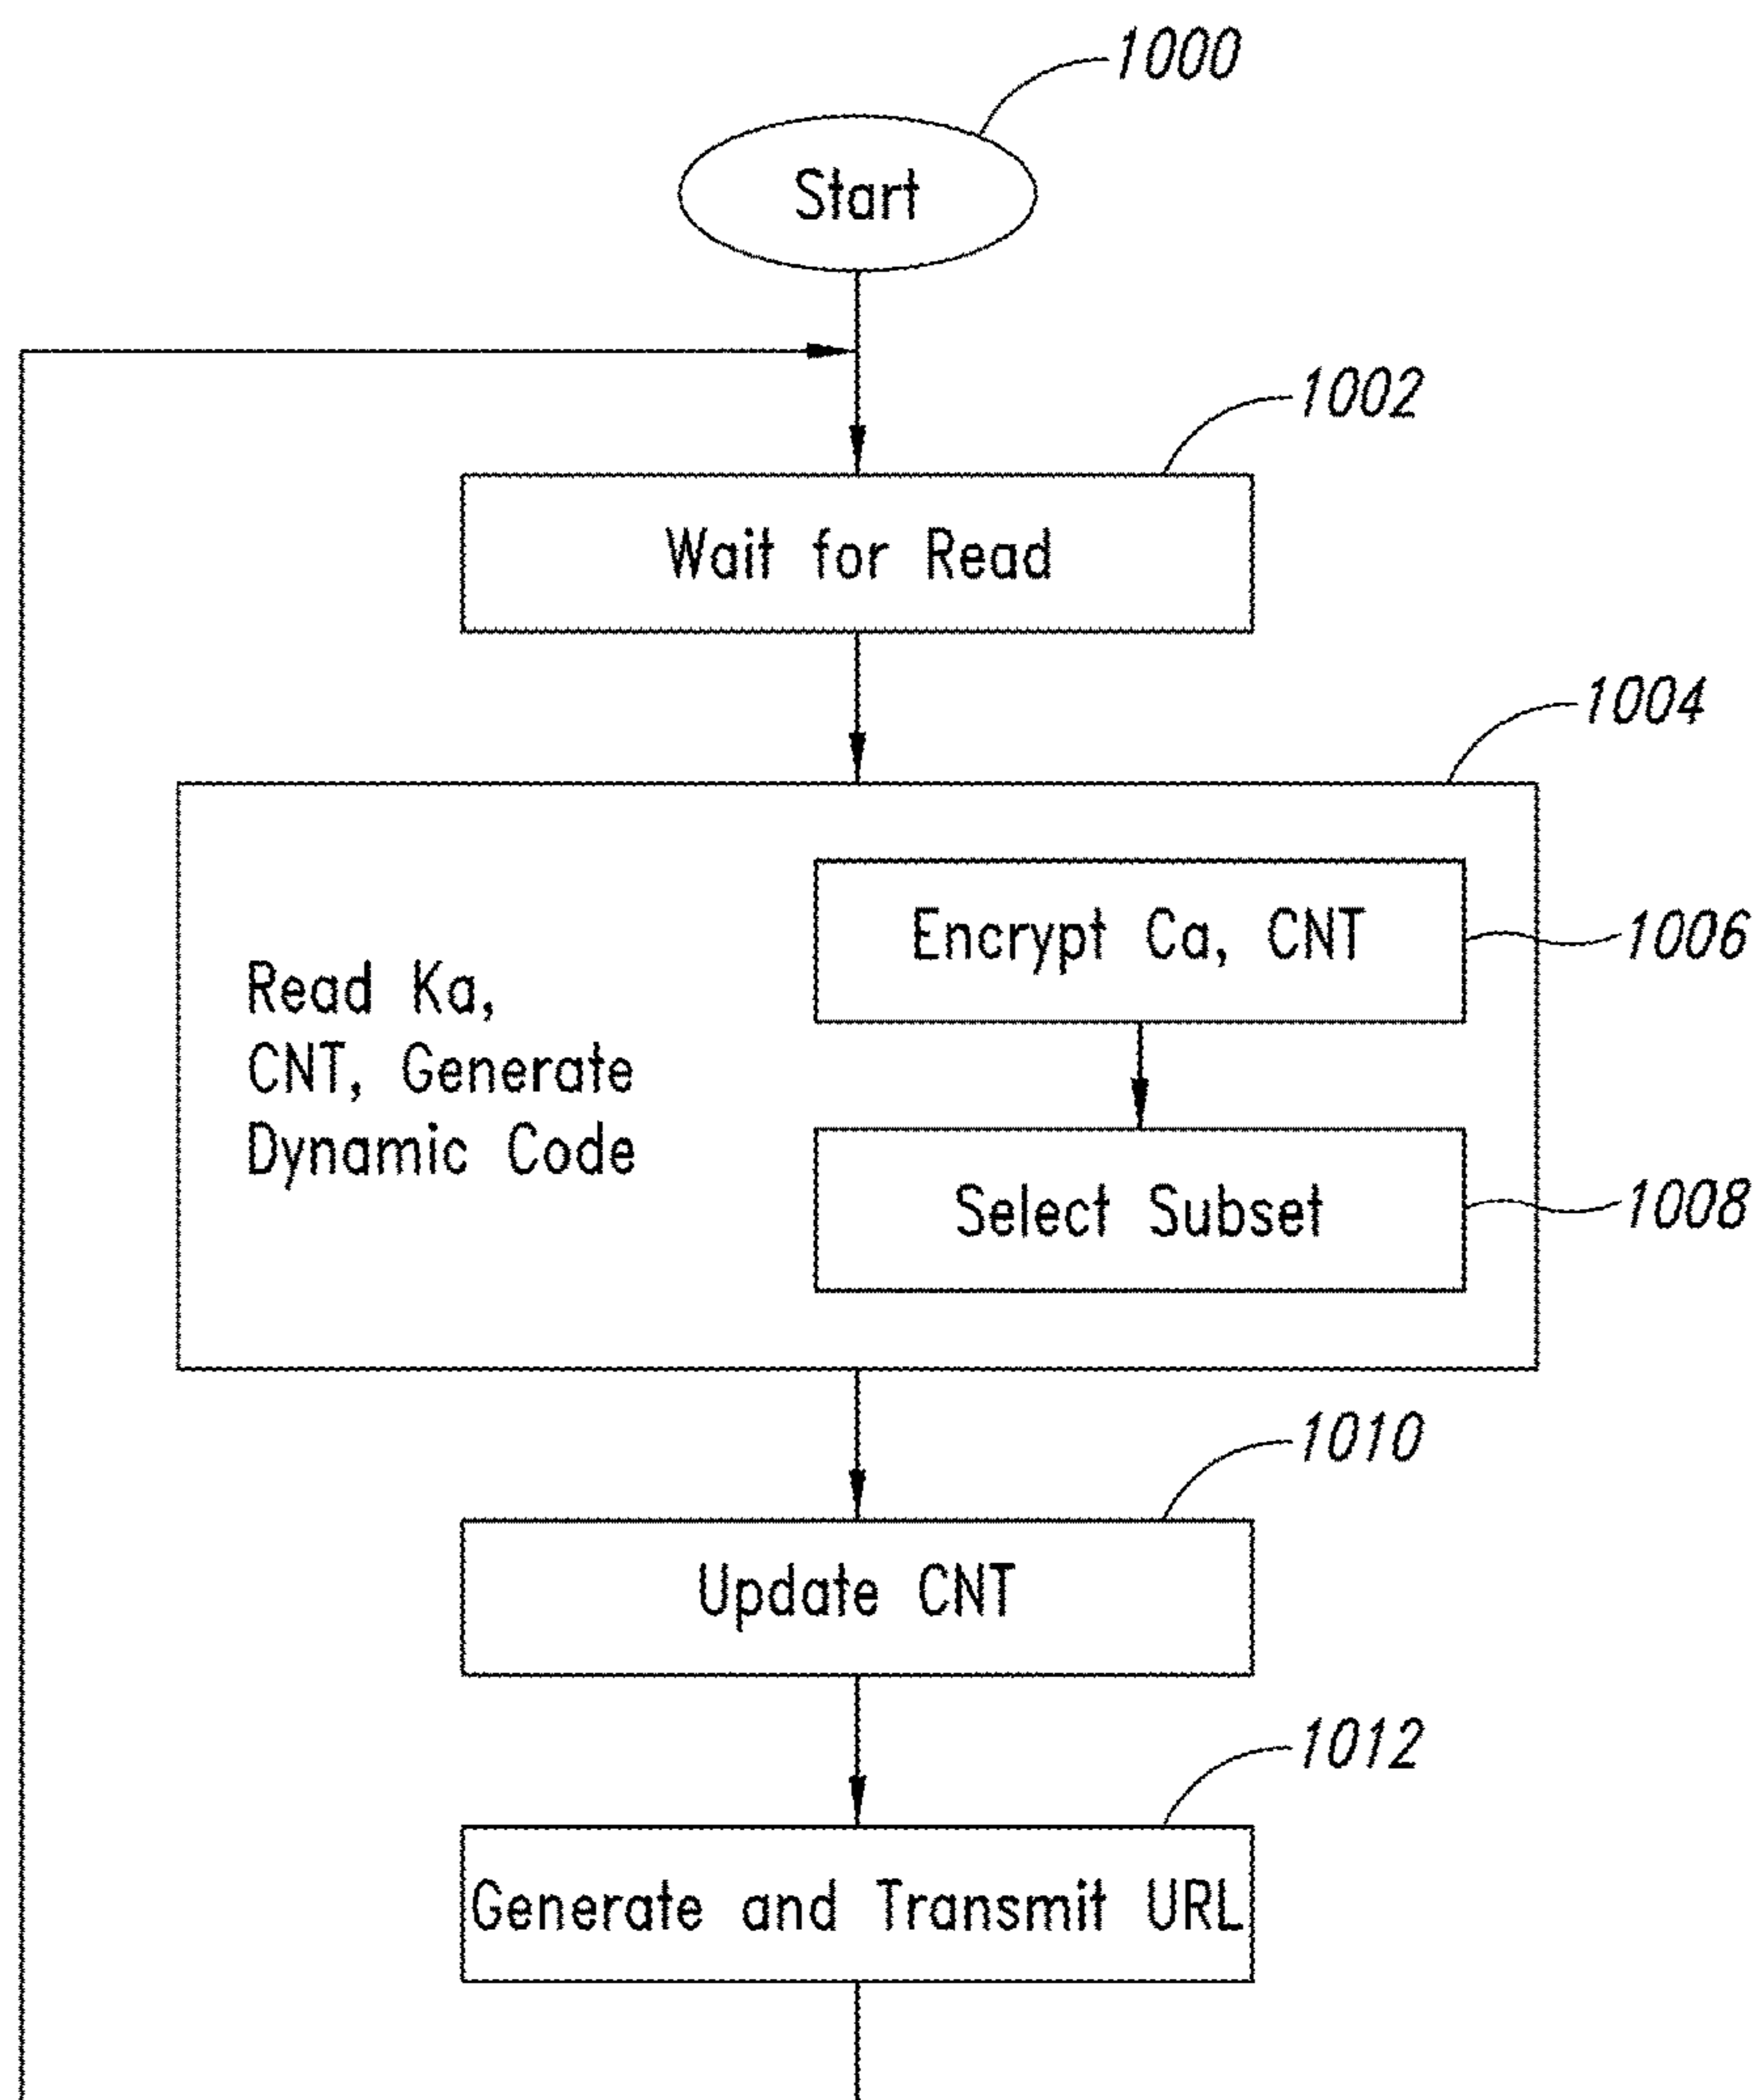 1000
Start
1002
Wait for Read
1004
Encrypt Ca, CNT
1006
Read Ka,
CNT, Generate
Dynamic Code
Select Subset
1008
1010
Update CNT
1012
Generate and Transmit URL